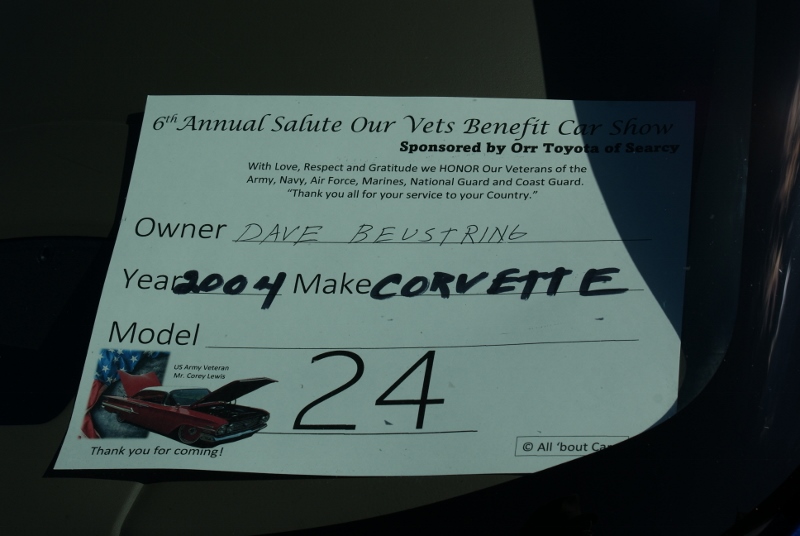 6th Annual Salute Our Vets Benefit Car Show
Sponsored by Orr Toyota of Searcy
With Love, Respect and Gratitude we HONOR Our Veterans of the
Army, Navy, Air Force, Marines, National Guard and Coast Guard.
"Thank you all for your service to your Country."
Owner DAVE BEUSTRING
Year 2004 Make CORVETTE
Model
US Army Veteran
Mr. Corey Lewis
24
Thank you for coming!
© All 'bout